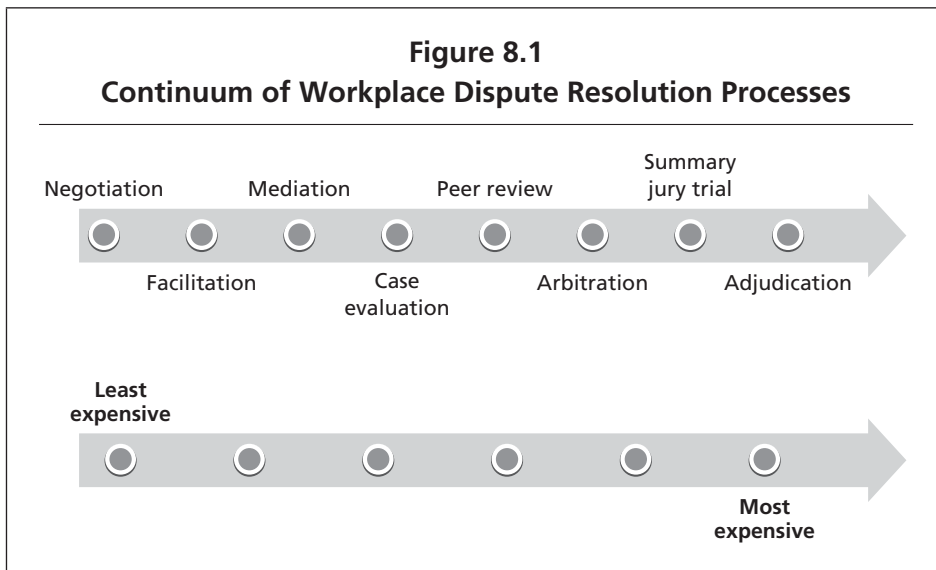 Figure 8.1
Continuum of Workplace Dispute Resolution Processes
Summary
jury trial
Negotiation
Mediation
Peer review
Facilitation
Case
evaluation
Arbitration
Adjudication
Least
expensive
Most
expensive